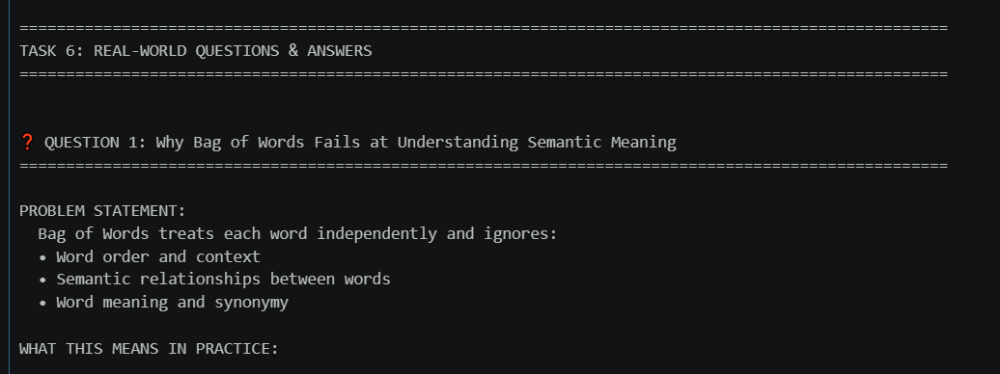 ====================================================================================================
TASK 6: REAL-WORLD QUESTIONS & ANSWERS
====================================================================================================
❓ QUESTION 1: Why Bag of Words Fails at Understanding Semantic Meaning
====================================================================================================
PROBLEM STATEMENT:
Bag of Words treats each word independently and ignores:
• Word order and context
• Semantic relationships between words
• Word meaning and synonymy
WHAT THIS MEANS IN PRACTICE: